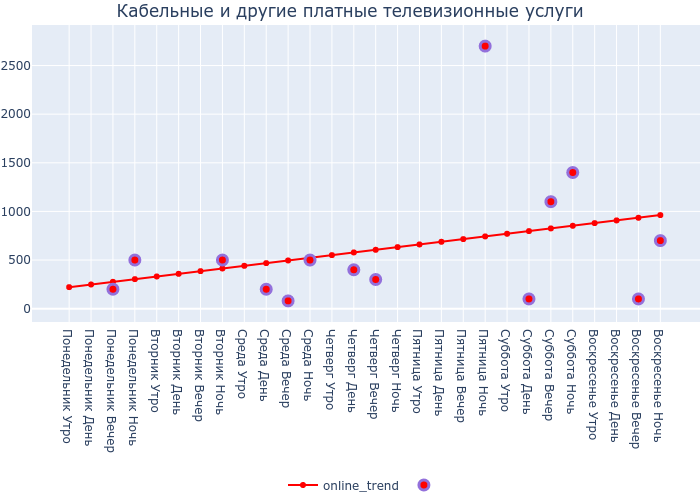 Кабельные и другие платные телевизионные услуги
2500
2000
1500
1000
500
0
Понедельник Утро
Понедельник День
Понедельник Вечер
Понедельник Ночь
Вторник Утро
Вторник День
Вторник Вечер
Вторник Ночь
Среда Утро
Среда День
Среда Вечер
Среда Ночь
Четверг Утро
Четверг День
Четверг Вечер
Четверг Ночь
Пятница Утро
Пятница День
Пятница Вечер
Пятница Ночь
Суббота Утро
Суббота День
Суббота Вечер
Суббота Ночь
Воскресенье Утро
Воскресенье День
Воскресенье Вечер
Воскресенье Ночь
online_trend